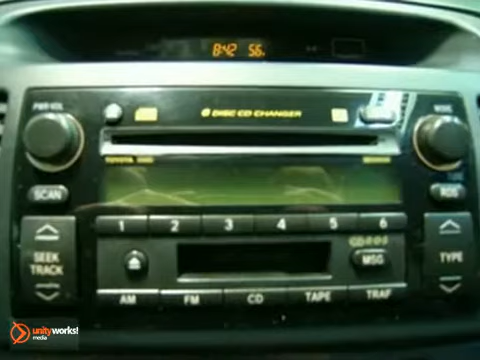 8:42 56°
PWR·VOL
6 DISC CD CHANGER
MODE
TOYOTA
SCAN
RDS
1 2 3 4 5 6
SEEK
TRACK
TYPE
MSG
AM FM CD TAPE TRAF
unityworks!
media